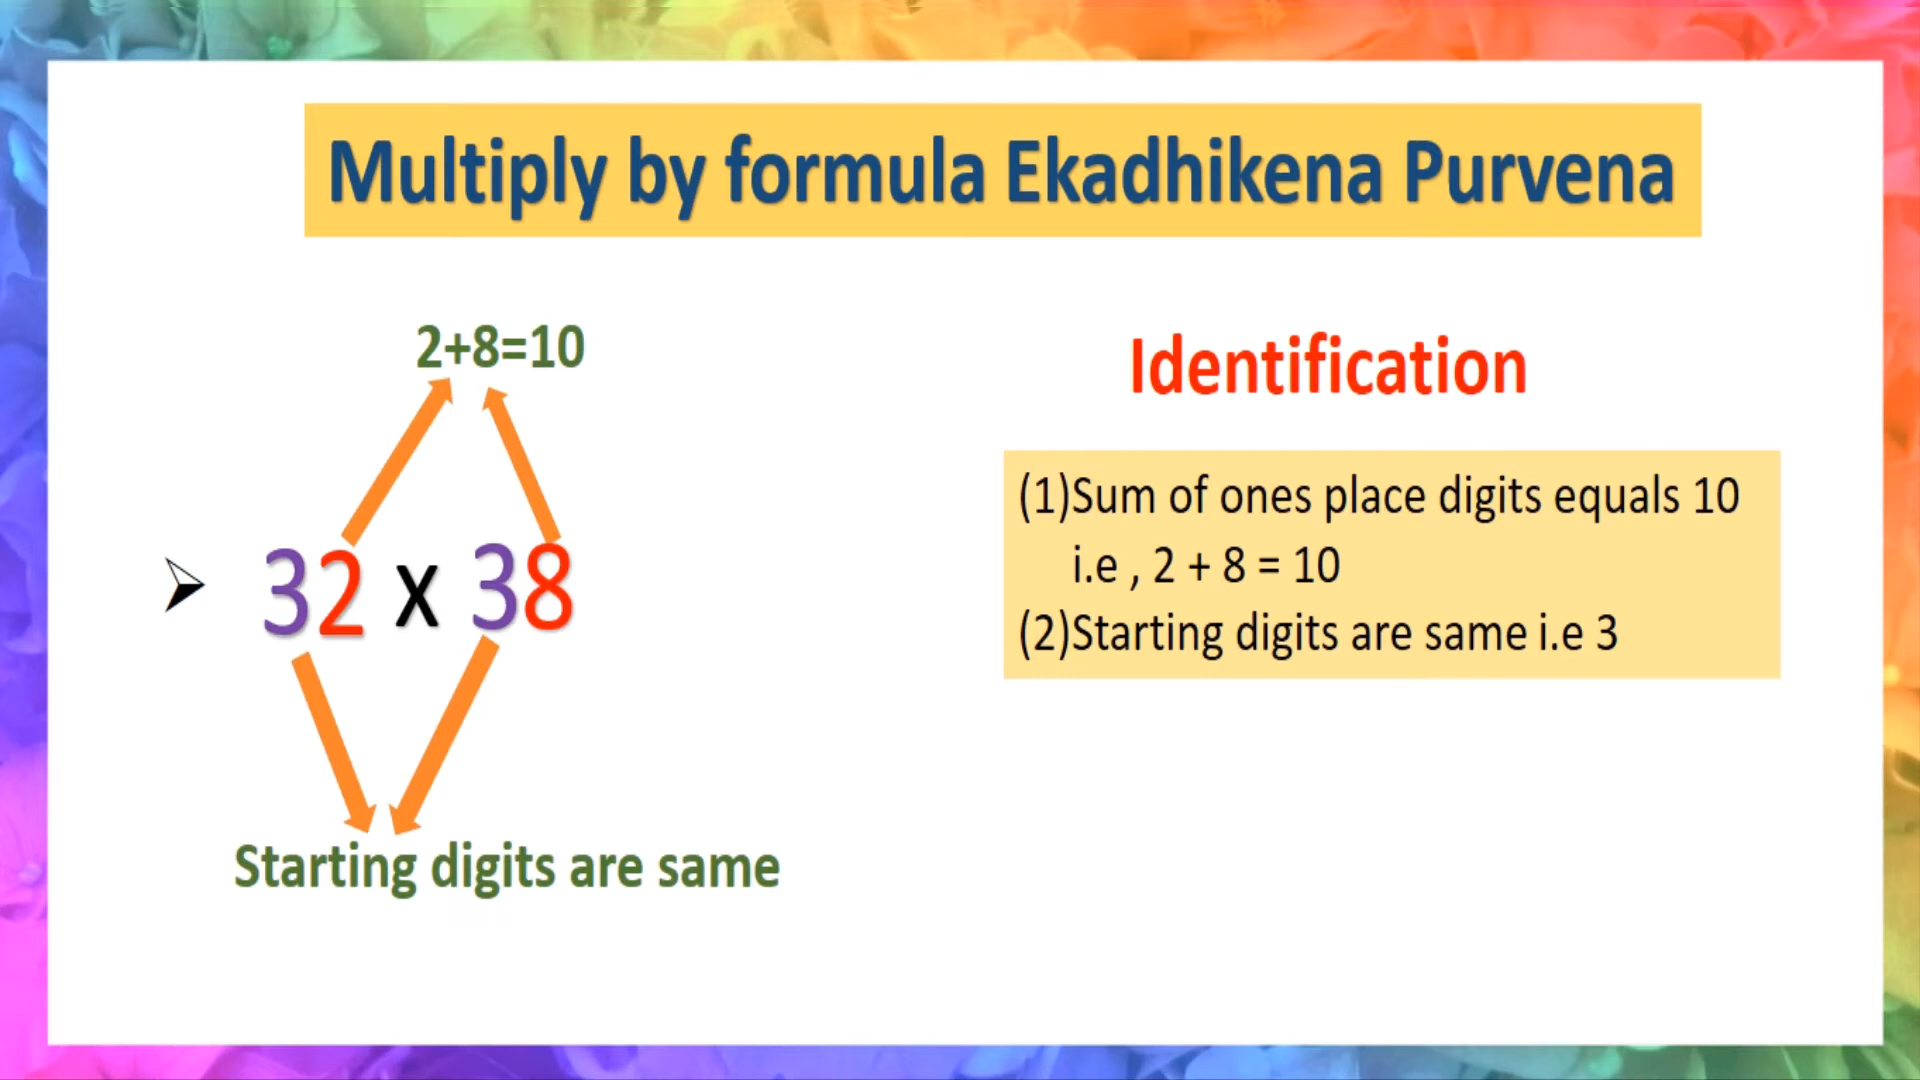 Multiply by formula Ekadhikena Purvena
2+8=10
32 x 38
Starting digits are same
Identification
(1)Sum of ones place digits equals 10
i.e , 2 + 8 = 10
(2)Starting digits are same i.e 3